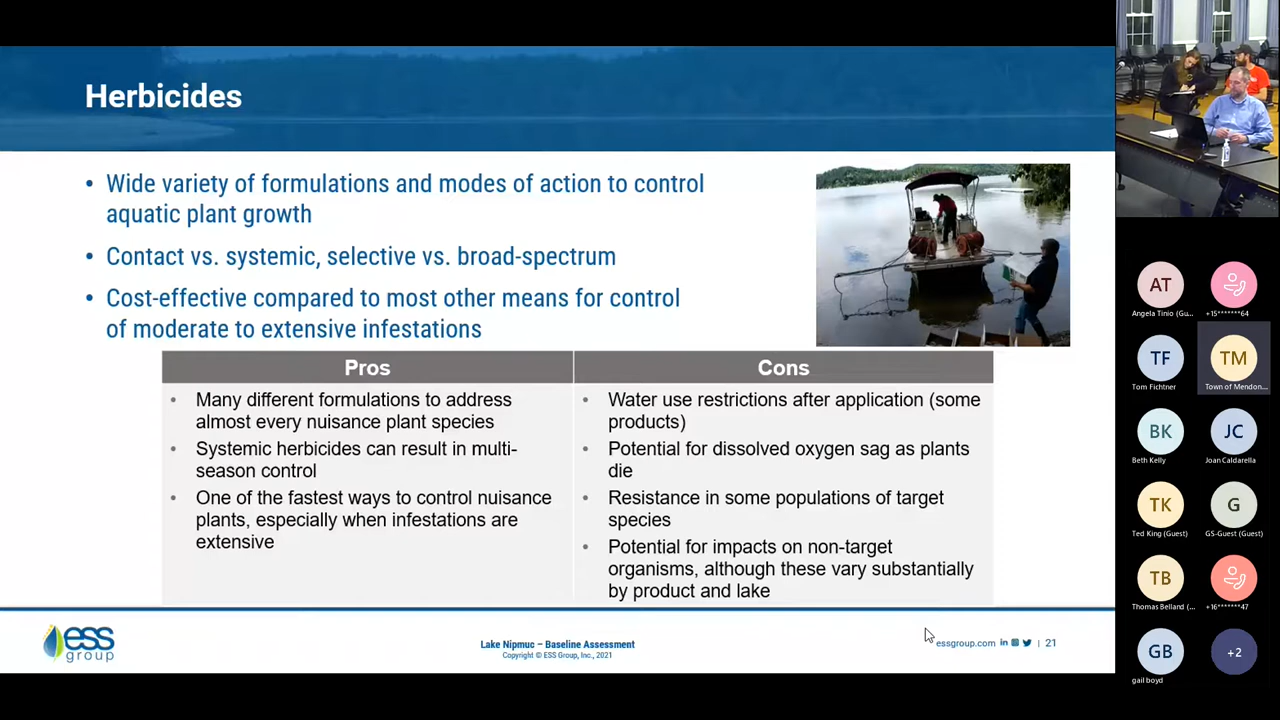 Herbicides
• Wide variety of formulations and modes of action to control
aquatic plant growth
• Contact vs. systemic, selective vs. broad-spectrum
• Cost-effective compared to most other means for control
of moderate to extensive infestations
Pros
• Many different formulations to address
almost every nuisance plant species
• Systemic herbicides can result in multi-
season control
• One of the fastest ways to control nuisance
plants, especially when infestations are
extensive
Cons
• Water use restrictions after application (some
products)
• Potential for dissolved oxygen sag as plants
die
• Resistance in some populations of target
species
• Potential for impacts on non-target
organisms, although these vary substantially
by product and lake
ess
group
Lake Nipmuc – Baseline Assessment
Copyright © ESS Group, Inc., 2021
essgroup.com | 21
AT
Angela Tinio (Gu...
+15*******64
TF
Tom Fichtner
TM
Town of Mendon...
BK
Beth Kelly
JC
Joan Caldarella
TK
Ted King (Guest)
G
GS-Guest (Guest)
TB
Thomas Belland (...
+16*******47
GB
gail boyd
+2